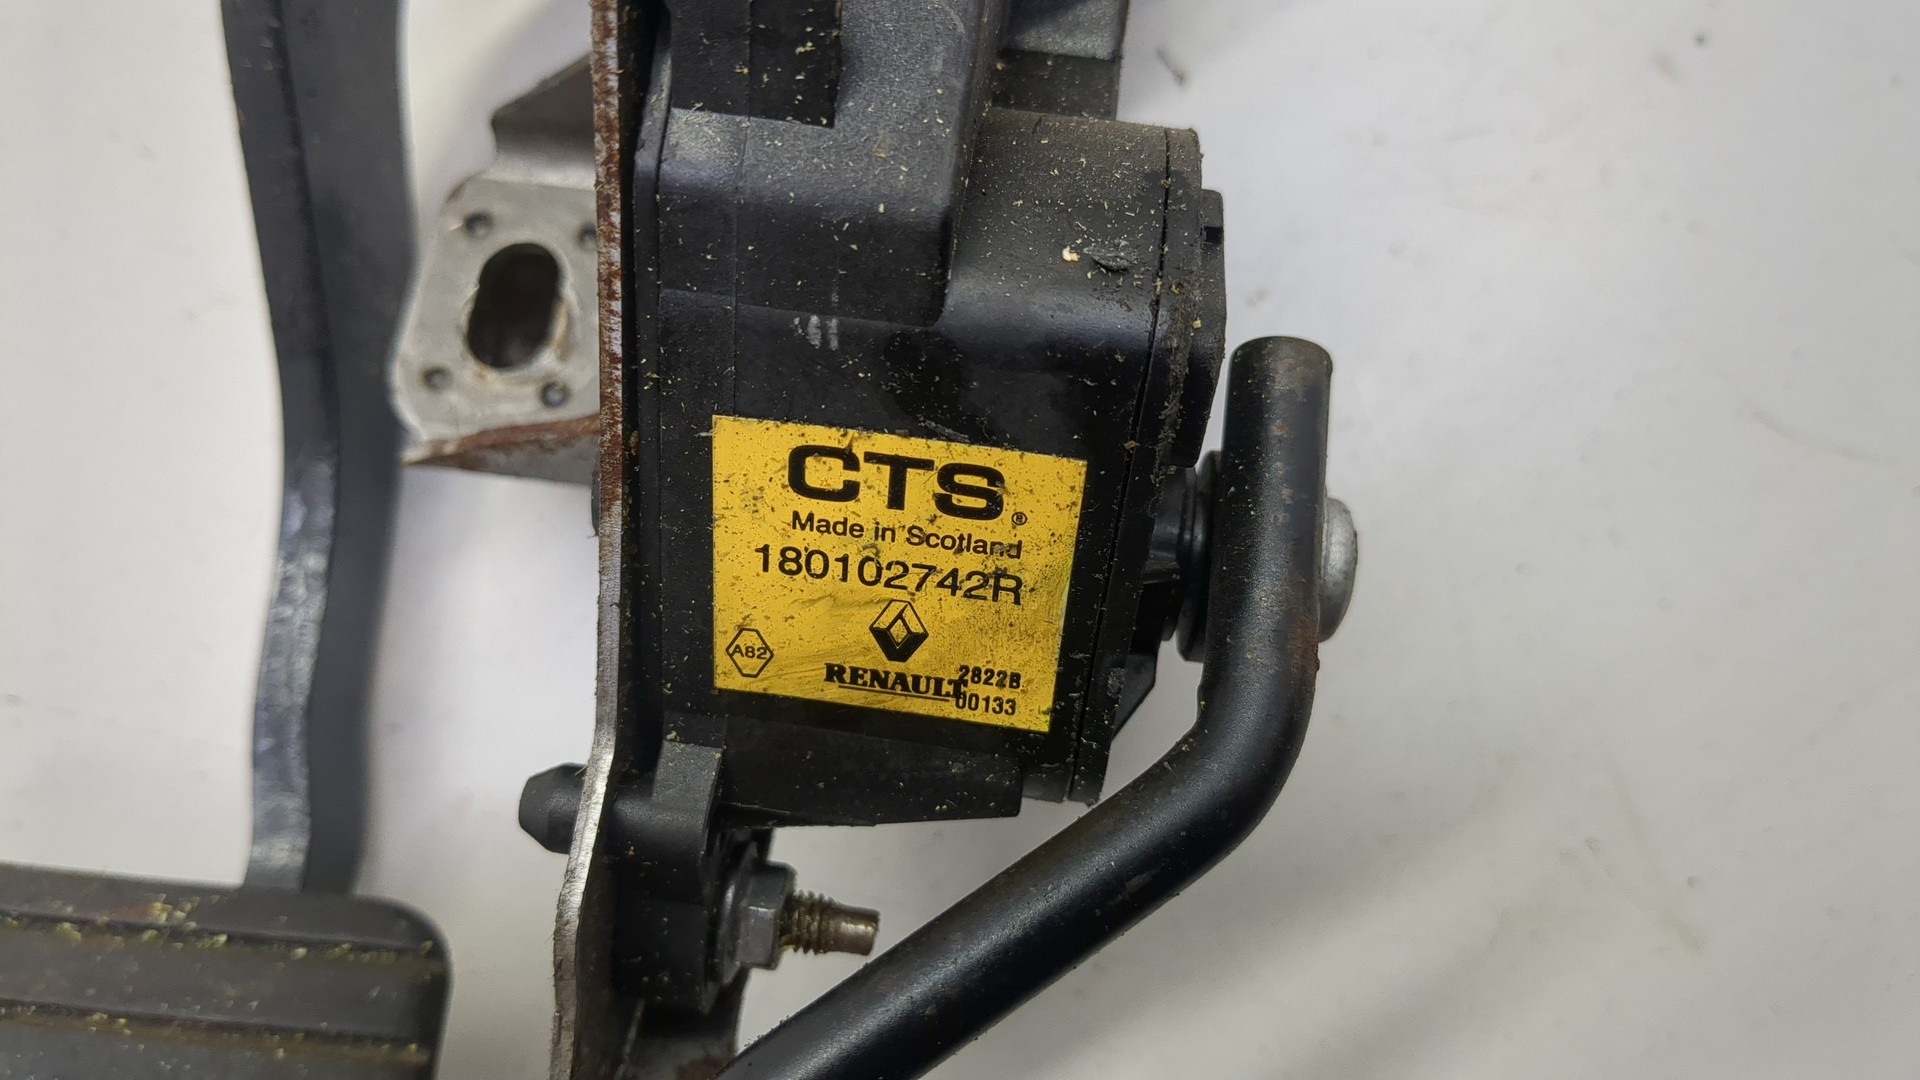 CTS®
Made in Scotland
180102742R
A82
RENAULT
2822B
00133